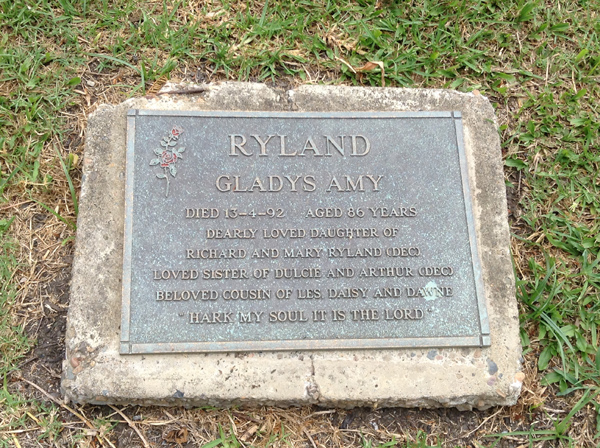 RYLAND
GLADYS AMY
DIED 13-4-92 AGED 86 YEARS
DEARLY LOVED DAUGHTER OF
RICHARD AND MARY RYLAND (DEC)
LOVED SISTER OF DULCIE AND ARTHUR (DEC)
BELOVED COUSIN OF LES, DAISY AND DAWNE
"HARK MY SOUL IT IS THE LORD"